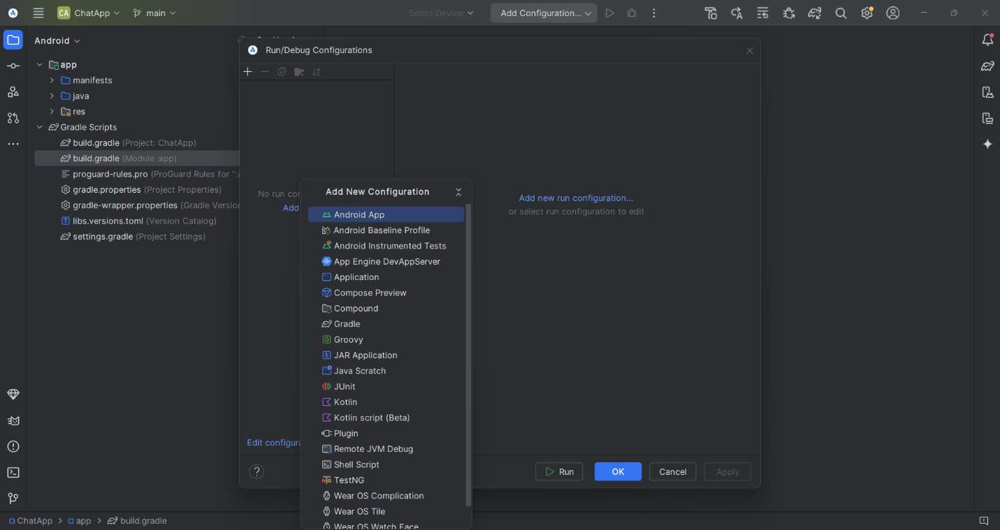 CA ChatApp main Select Device Add Configuration...
Android
app
manifests
java
res
Gradle Scripts
build.gradle (Project: ChatApp)
build.gradle (Module :app)
proguard-rules.pro (ProGuard Rules for ":
gradle.properties (Project Properties)
gradle-wrapper.properties (Gradle Version
libs.versions.toml (Version Catalog)
settings.gradle (Project Settings)
Run/Debug Configurations
No run con
Add
Edit configura
Add new run configuration...
or select run configuration to edit
Add New Configuration
Android App
Android Baseline Profile
Android Instrumented Tests
App Engine DevAppServer
Application
Compose Preview
Compound
Gradle
Groovy
JAR Application
Java Scratch
JUnit
Kotlin
Kotlin script (Beta)
Plugin
Remote JVM Debug
Shell Script
TestNG
Wear OS Complication
Wear OS Tile
Wear OS Watch Face
? Run OK Cancel Apply
ChatApp > app > build.gradle